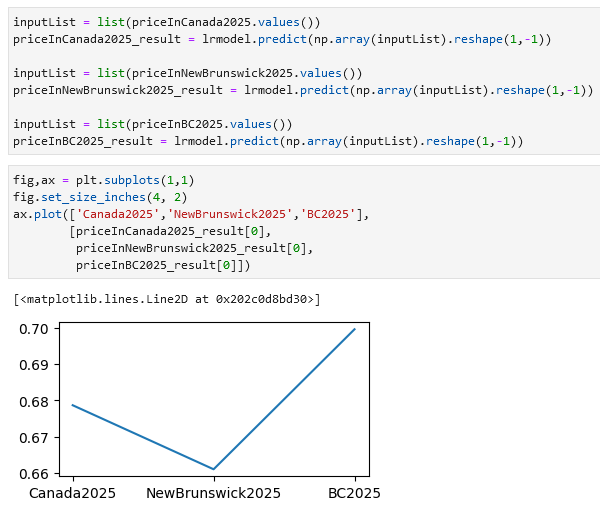 inputList = list(priceInCanada2025.values())
priceInCanada2025_result = lrmodel.predict(np.array(inputList).reshape(1,-1))
inputList = list(priceInNewBrunswick2025.values())
priceInNewBrunswick2025_result = lrmodel.predict(np.array(inputList).reshape(1,-1))
inputList = list(priceInBC2025.values())
priceInBC2025_result = lrmodel.predict(np.array(inputList).reshape(1,-1))
fig,ax = plt.subplots(1,1)
fig.set_size_inches(4, 2)
ax.plot(['Canada2025','NewBrunswick2025','BC2025'],
[priceInCanada2025_result[0],
priceInNewBrunswick2025_result[0],
priceInBC2025_result[0]])
[<matplotlib.lines.Line2D at 0x202c0d8bd30>]
0.70
0.69
0.68
0.67
0.66
Canada2025 NewBrunswick2025 BC2025